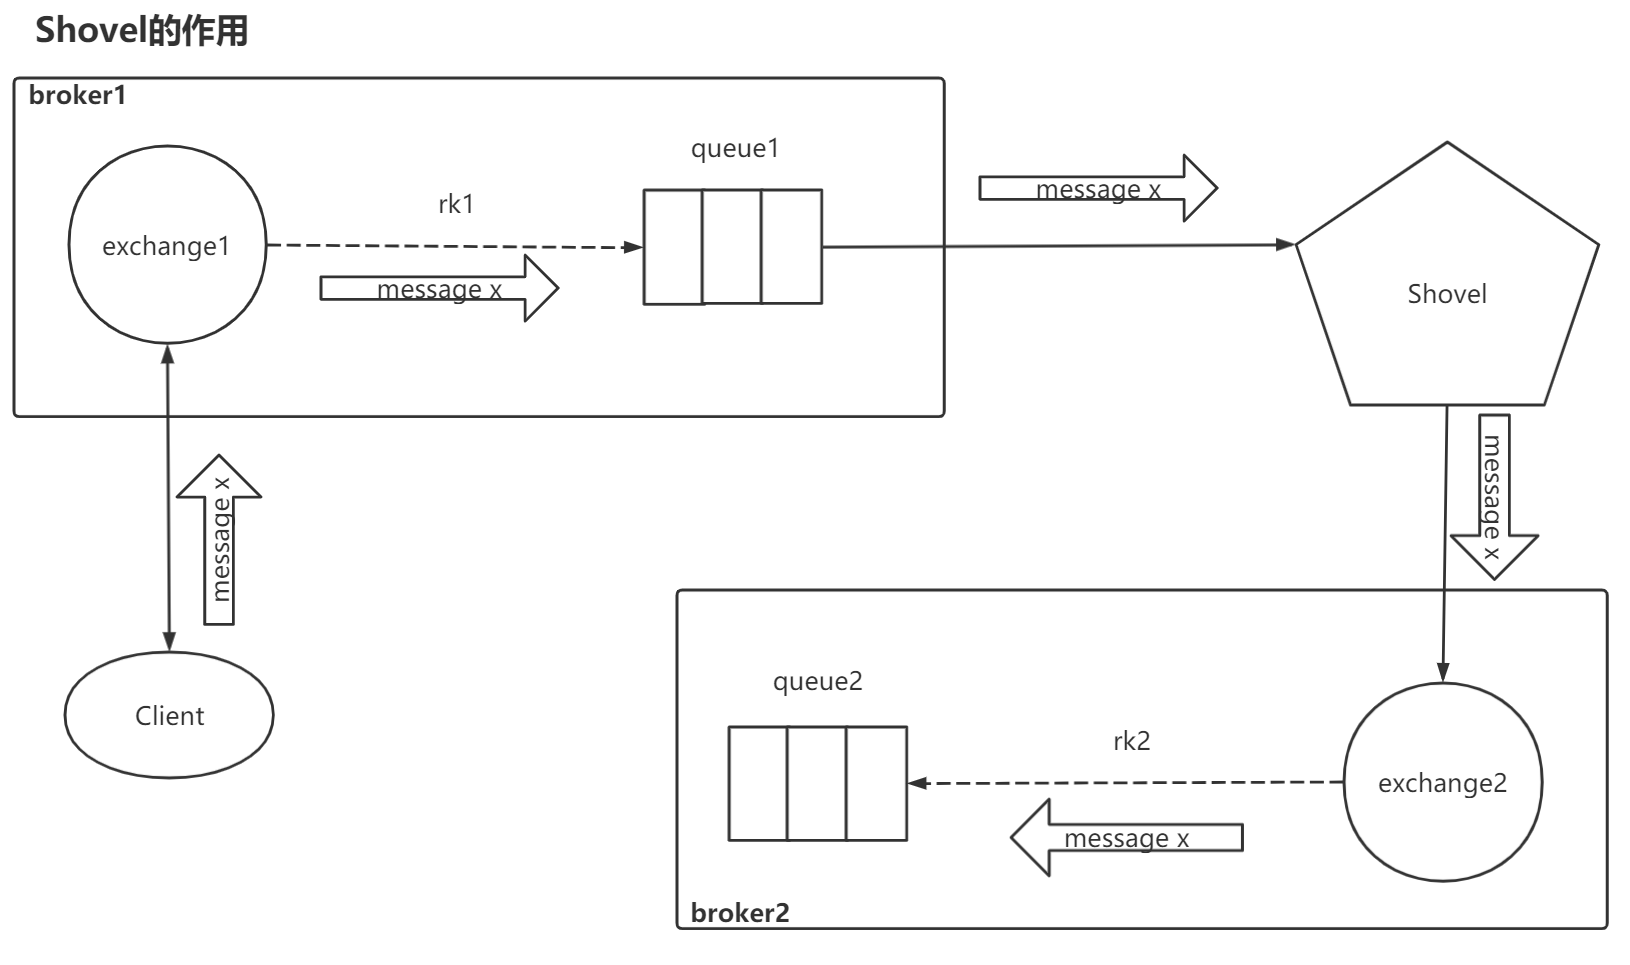 Shovel的作用
broker1
queue1
rk1
exchange1
message x
message x
Shovel
message x
message x
Client
queue2
rk2
exchange2
message x
broker2